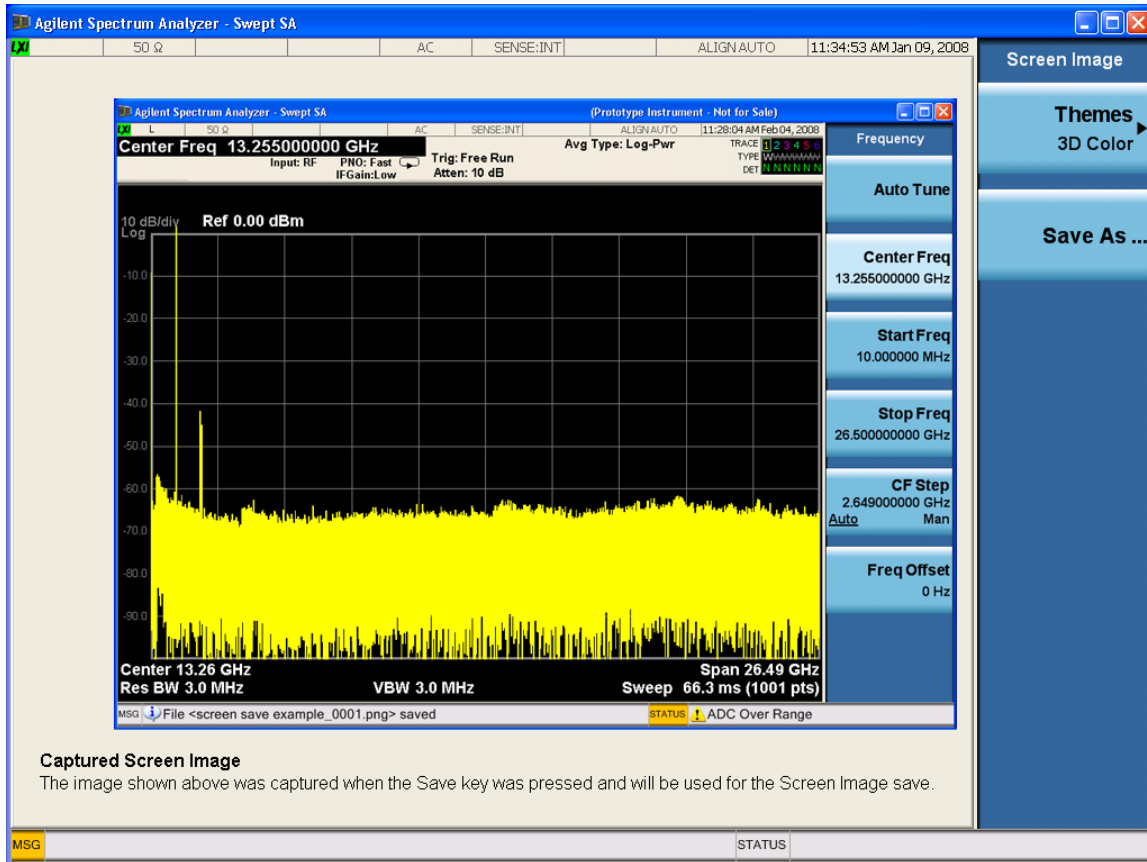 Agilent Spectrum Analyzer - Swept SA
LXI 50 Ω AC SENSE:INT ALIGN AUTO 11:34:53 AM Jan 09, 2008
Screen Image
Themes
3D Color
Save As ...
Agilent Spectrum Analyzer - Swept SA (Prototype Instrument - Not for Sale)
LXI L 50 Ω AC SENSE:INT ALIGN AUTO 11:28:04 AM Feb 04, 2008
Center Freq 13.255000000 GHz
Input: RF PNO: Fast
IFGain:Low
Trig: Free Run
Atten: 10 dB
Avg Type: Log-Pwr
TRACE 1 2 3 4 5 6
TYPE
DET N N N N N N
10 dB/div Ref 0.00 dBm
Log
-10.0
-20.0
-30.0
-40.0
-50.0
-60.0
-70.0
-80.0
-90.0
Center 13.26 GHz Span 26.49 GHz
Res BW 3.0 MHz VBW 3.0 MHz Sweep 66.3 ms (1001 pts)
MSG File <screen save example_0001.png> saved STATUS ADC Over Range
Frequency
Auto Tune
Center Freq
13.255000000 GHz
Start Freq
10.000000 MHz
Stop Freq
26.500000000 GHz
CF Step
2.649000000 GHz
Auto Man
Freq Offset
0 Hz
Captured Screen Image
The image shown above was captured when the Save key was pressed and will be used for the Screen Image save.
MSG STATUS